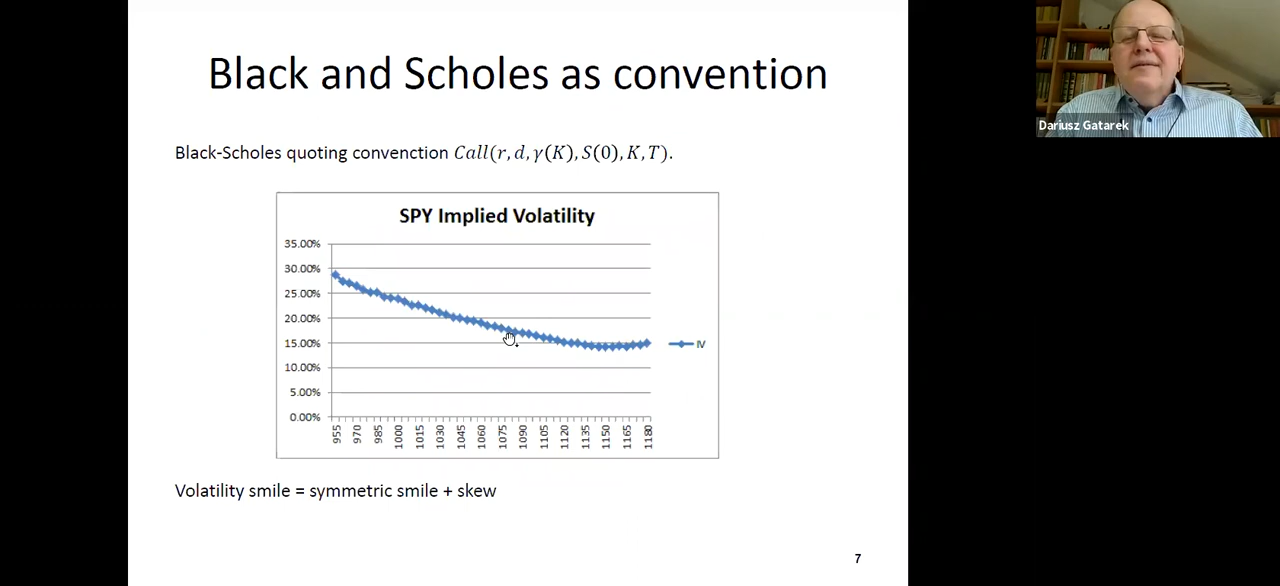 Black and Scholes as convention
Dariusz Gatarek
Black-Scholes quoting convenction Call(r, d, γ(K), S(0), K, T).
SPY Implied Volatility
35.00%
30.00%
25.00%
20.00%
15.00%
10.00%
5.00%
0.00%
IV
955 970 985 1000 1015 1030 1045 1060 1075 1090 1105 1120 1135 1150 1165 1180
Volatility smile = symmetric smile + skew
7